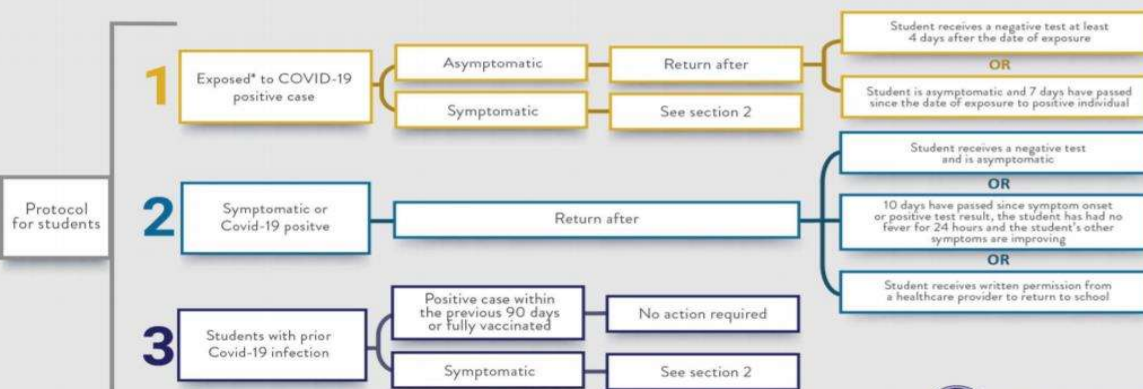 Protocol
for students
1
Exposed* to COVID-19
positive case
Asymptomatic
Return after
Student receives a negative test at least
4 days after the date of exposure
OR
Student is asymptomatic and 7 days have passed
since the date of exposure to positive individual
Symptomatic
See section 2
2
Symptomatic or
Covid-19 positve
Return after
Student receives a negative test
and is asymptomatic
OR
10 days have passed since symptom onset
or positive test result, the student has had no
fever for 24 hours and the student's other
symptoms are improving
OR
Student receives written permission from
a healthcare provider to return to school
3
Students with prior
Covid-19 infection
Positive case within
the previous 90 days
or fully vaccinated
No action required
Symptomatic
See section 2